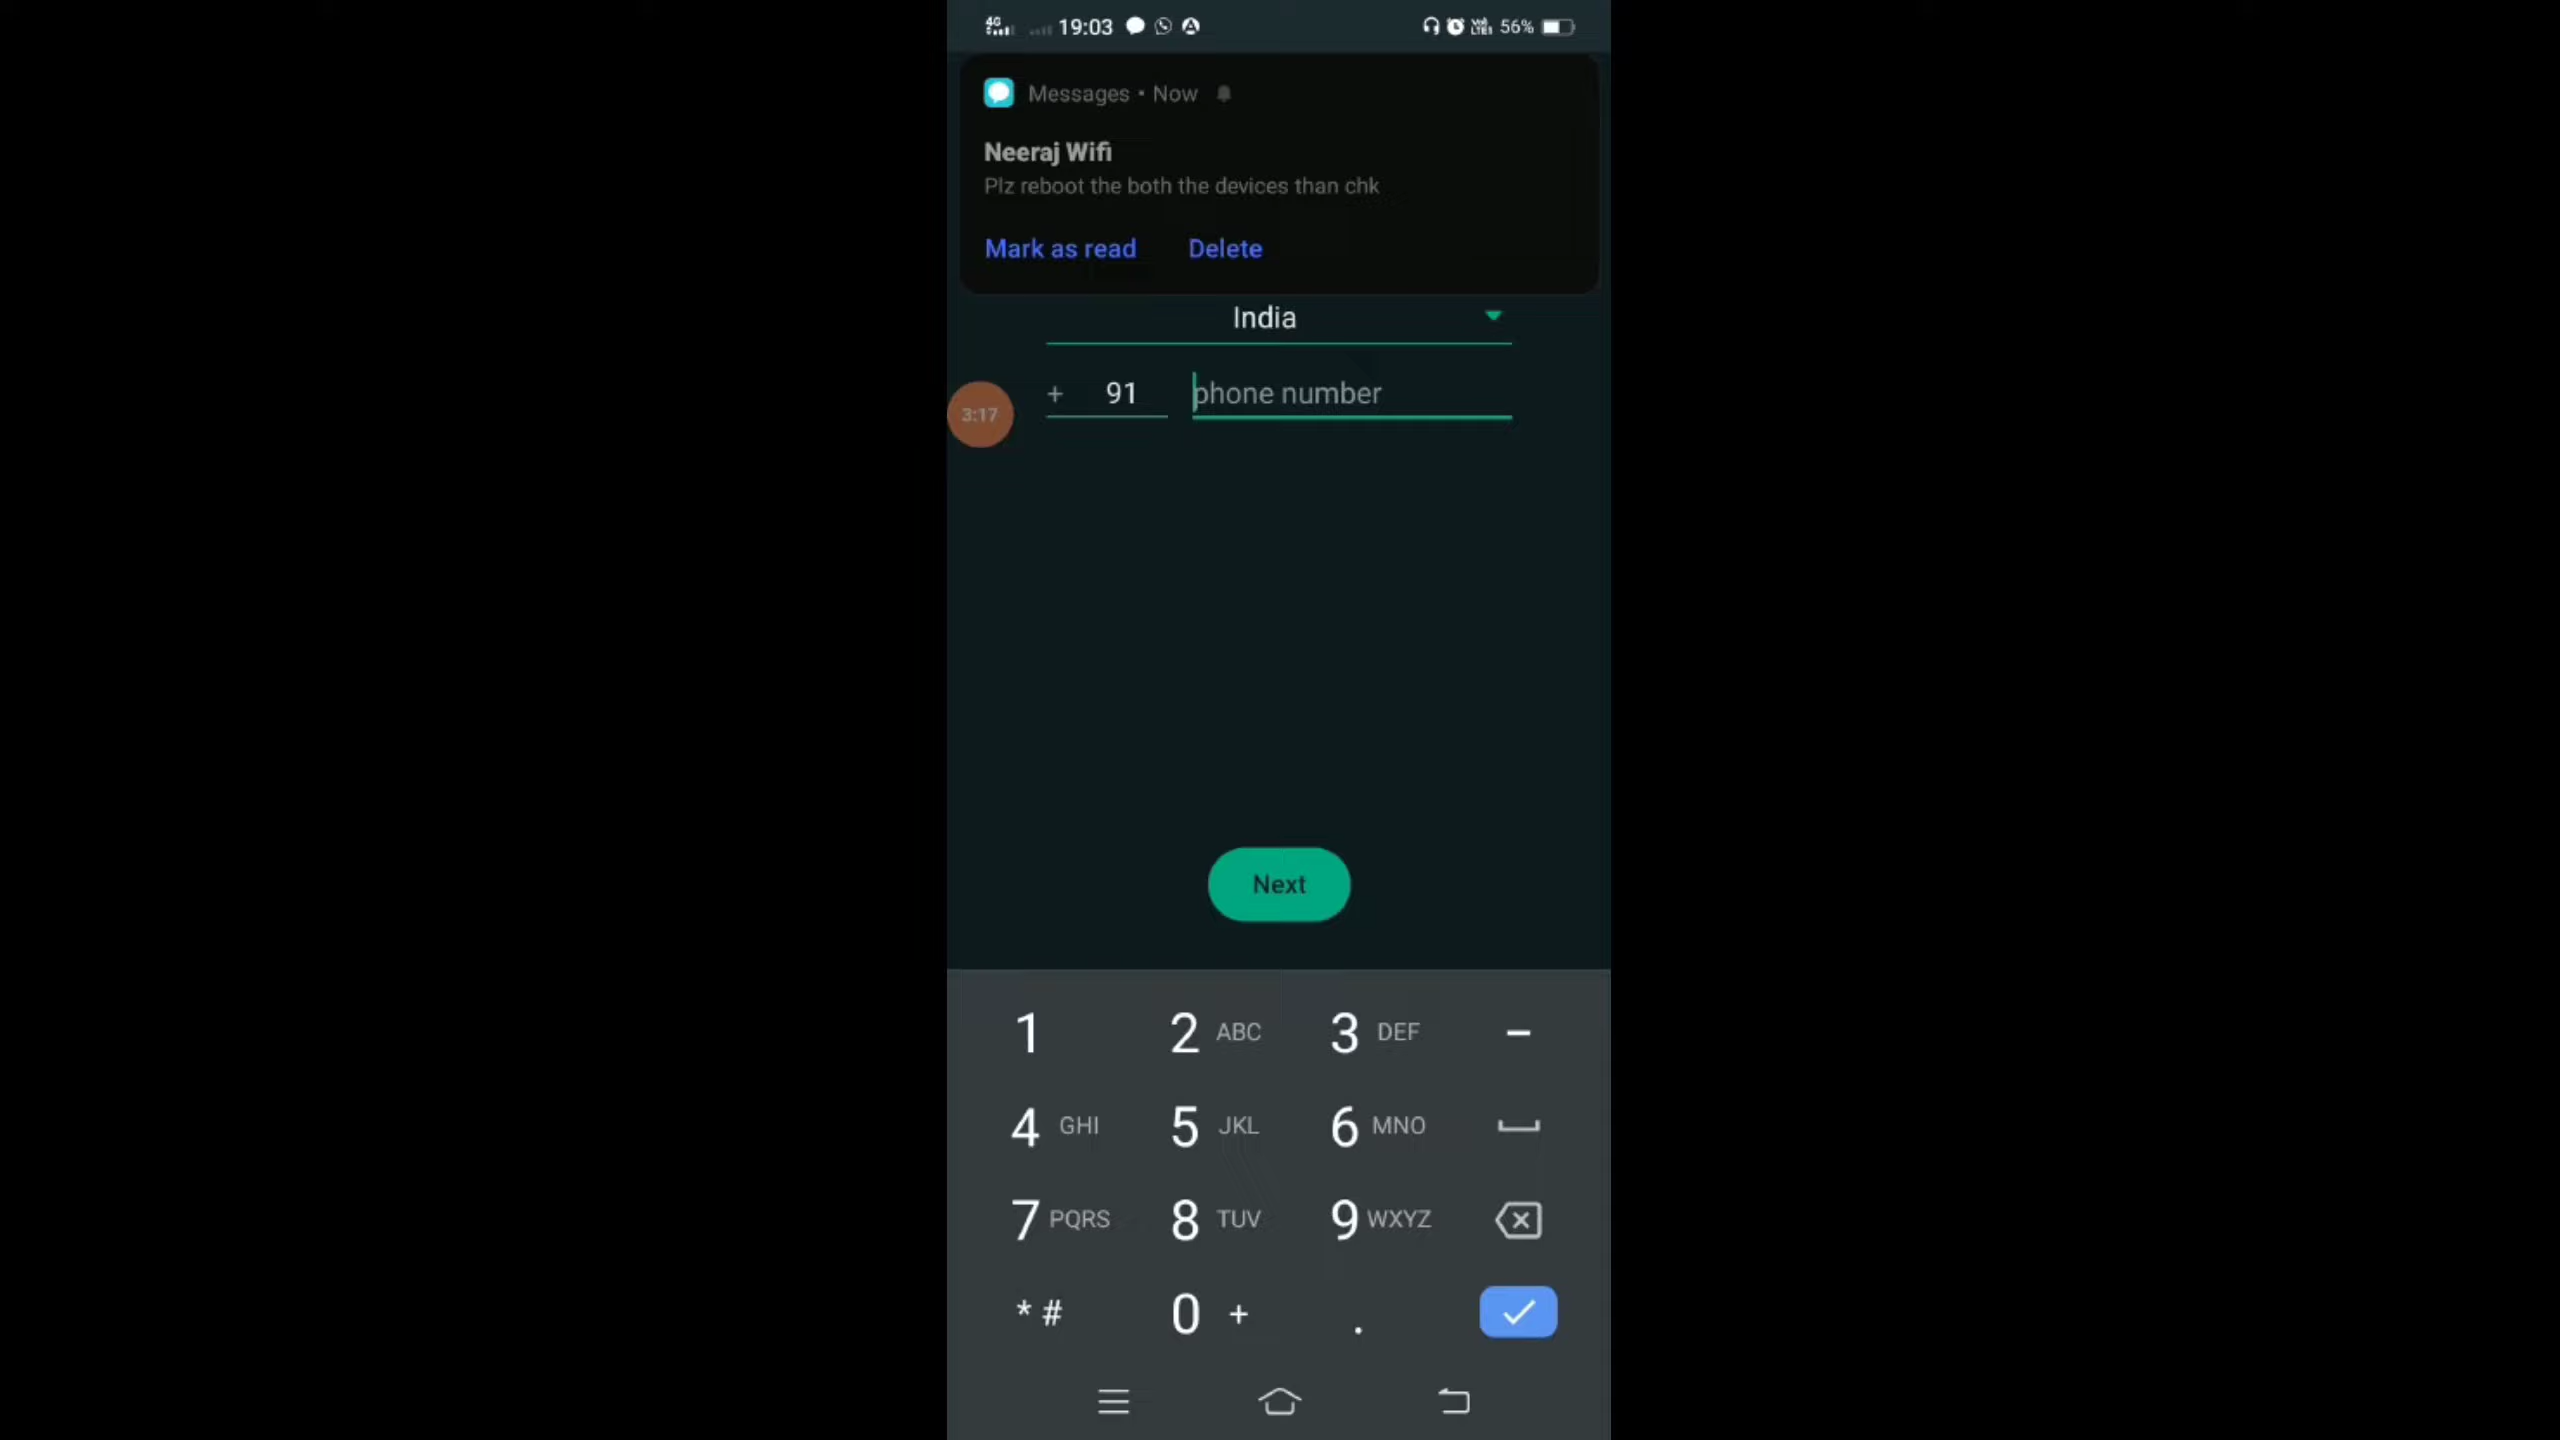 4G 19:03 VoLTE1 56%
Messages • Now
Neeraj Wifi
Plz reboot the both the devices than chk
Mark as read Delete
India
+ 91 phone number
3:17
Next
1 2 ABC 3 DEF -
4 GHI 5 JKL 6 MNO
7 PQRS 8 TUV 9 WXYZ
* # 0 + .